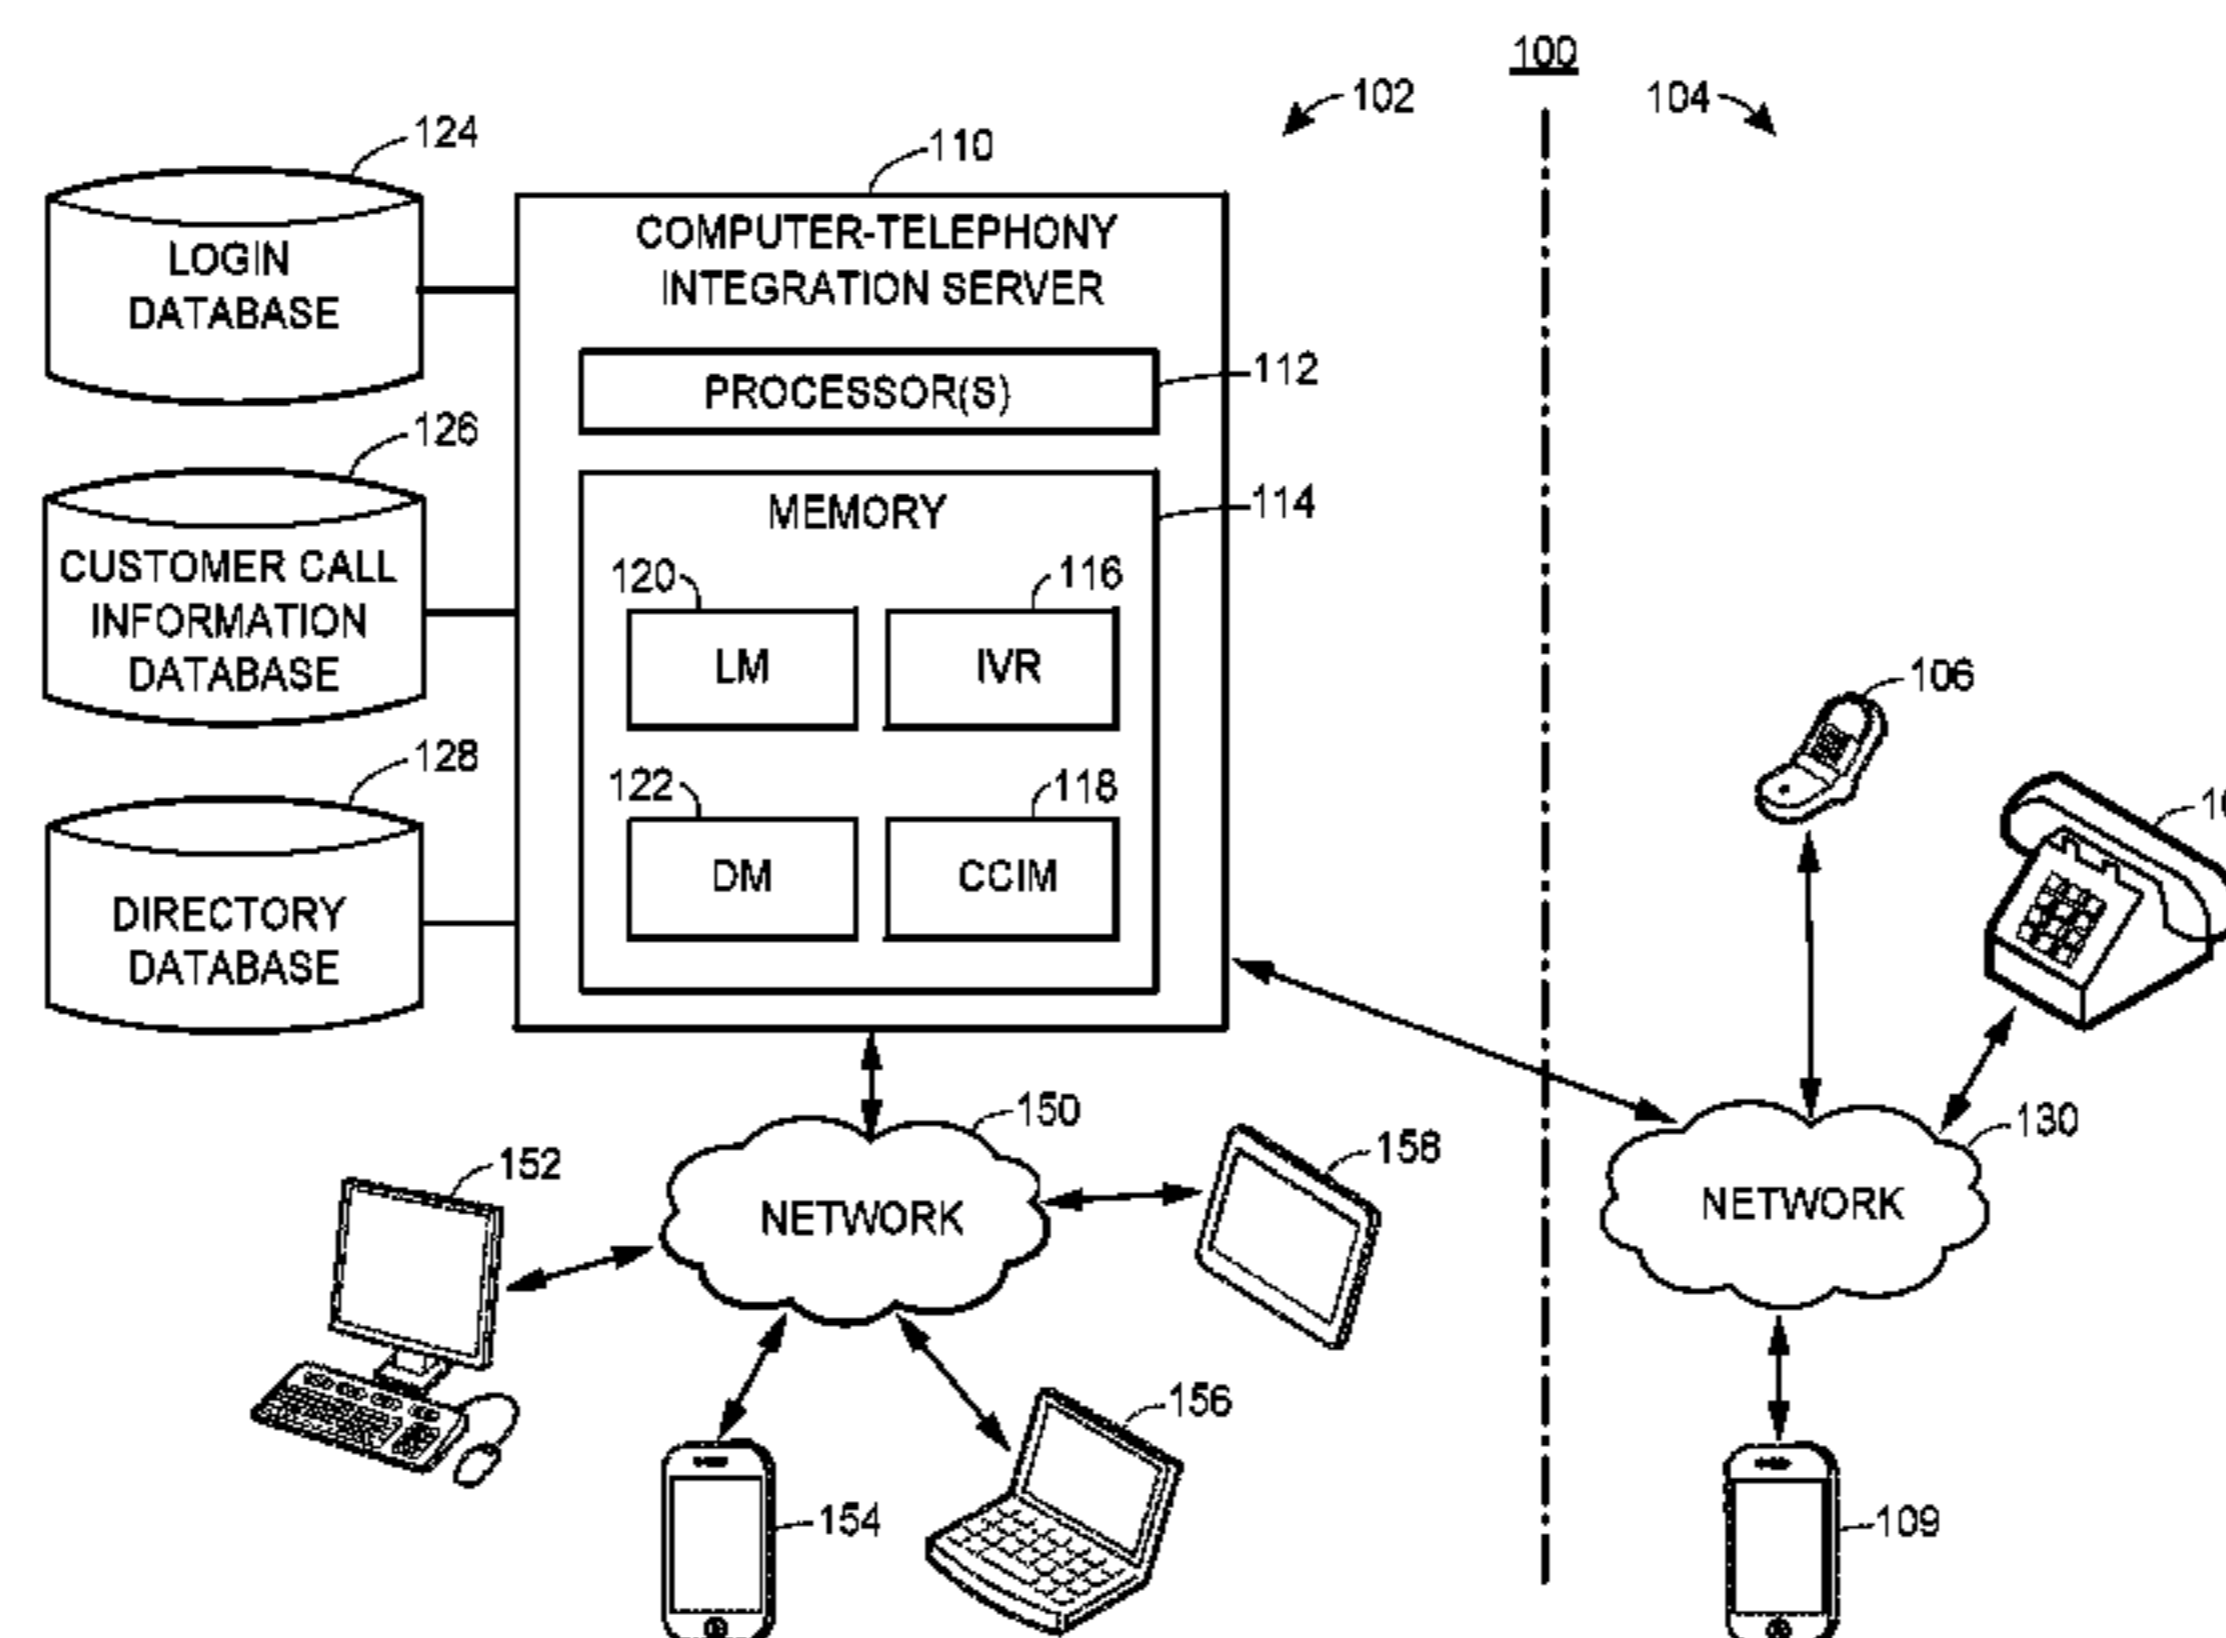 100
102
104
124
110
COMPUTER-TELEPHONY
INTEGRATION SERVER
LOGIN
DATABASE
PROCESSOR(S)
112
126
MEMORY
114
CUSTOMER CALL
INFORMATION
DATABASE
120
116
LM
IVR
106
128
122
118
DM
CCIM
DIRECTORY
DATABASE
150
130
152
158
NETWORK
NETWORK
156
154
109